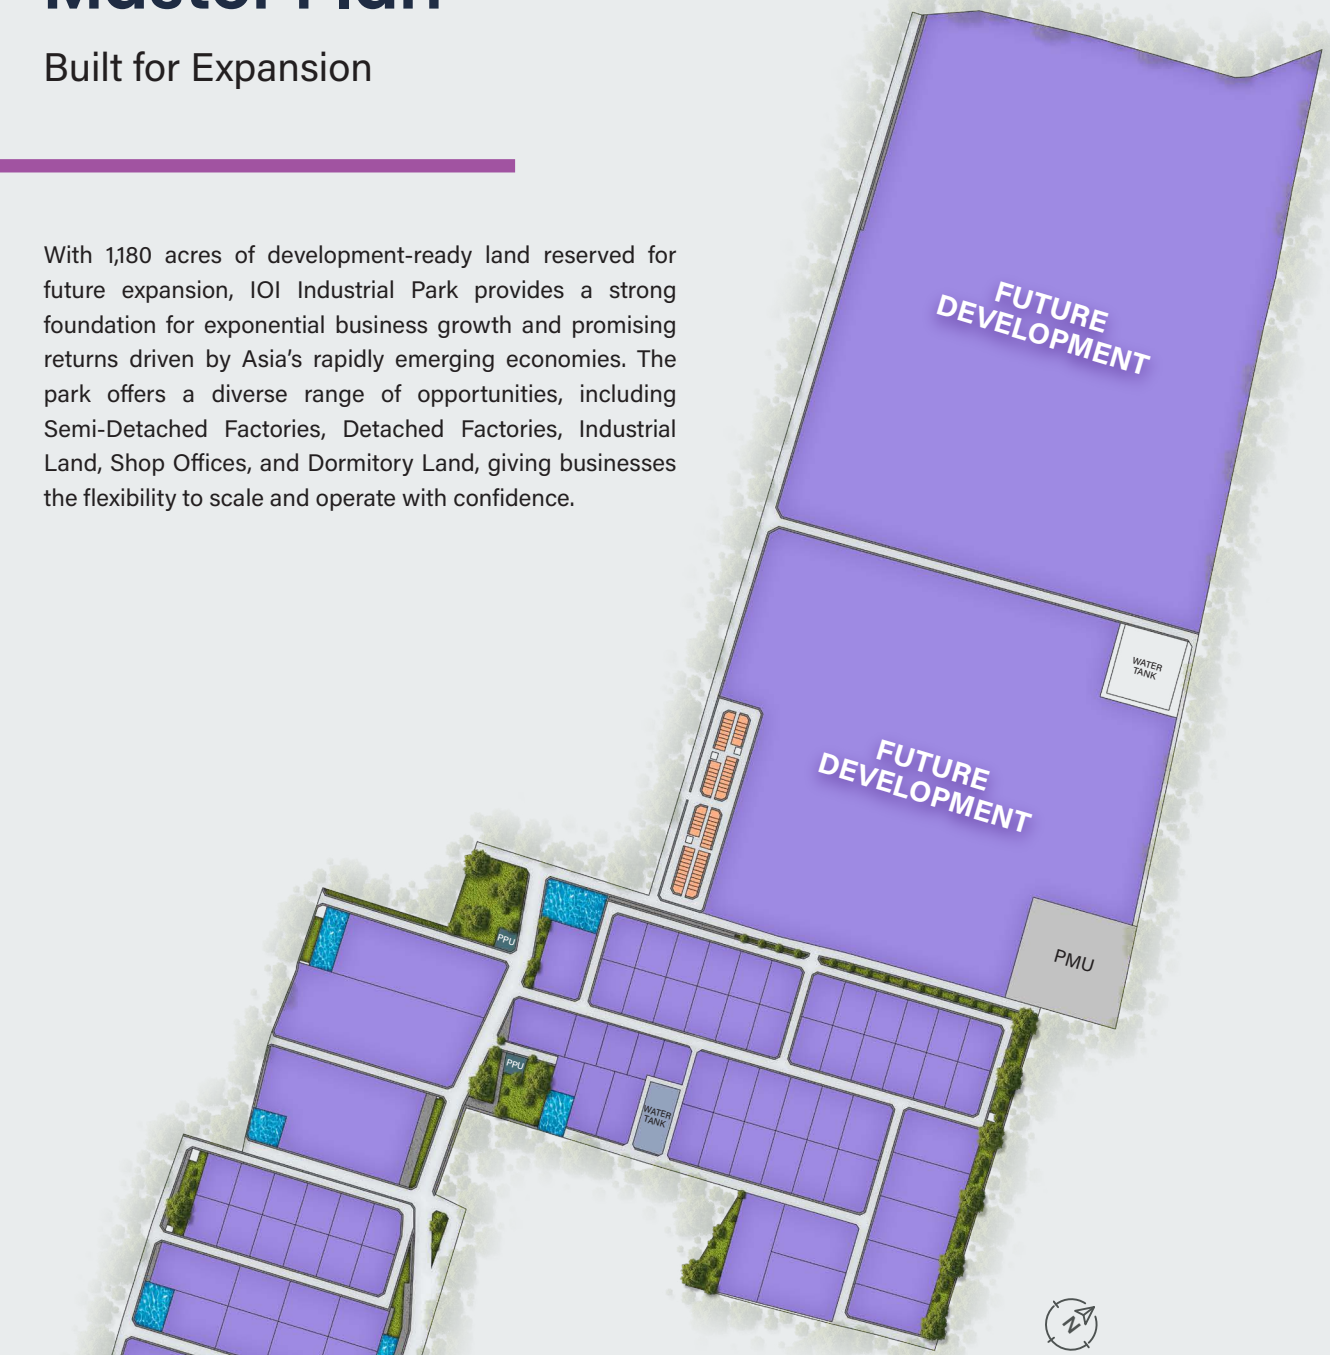 Master Plan
Built for Expansion
With 1,180 acres of development-ready land reserved for
future expansion, IOI Industrial Park provides a strong
foundation for exponential business growth and promising
returns driven by Asia’s rapidly emerging economies. The
park offers a diverse range of opportunities, including
Semi-Detached Factories, Detached Factories, Industrial
Land, Shop Offices, and Dormitory Land, giving businesses
the flexibility to scale and operate with confidence.
FUTURE
DEVELOPMENT
WATER
TANK
FUTURE
DEVELOPMENT
PMU
PPU
PPU
WATER
TANK
N